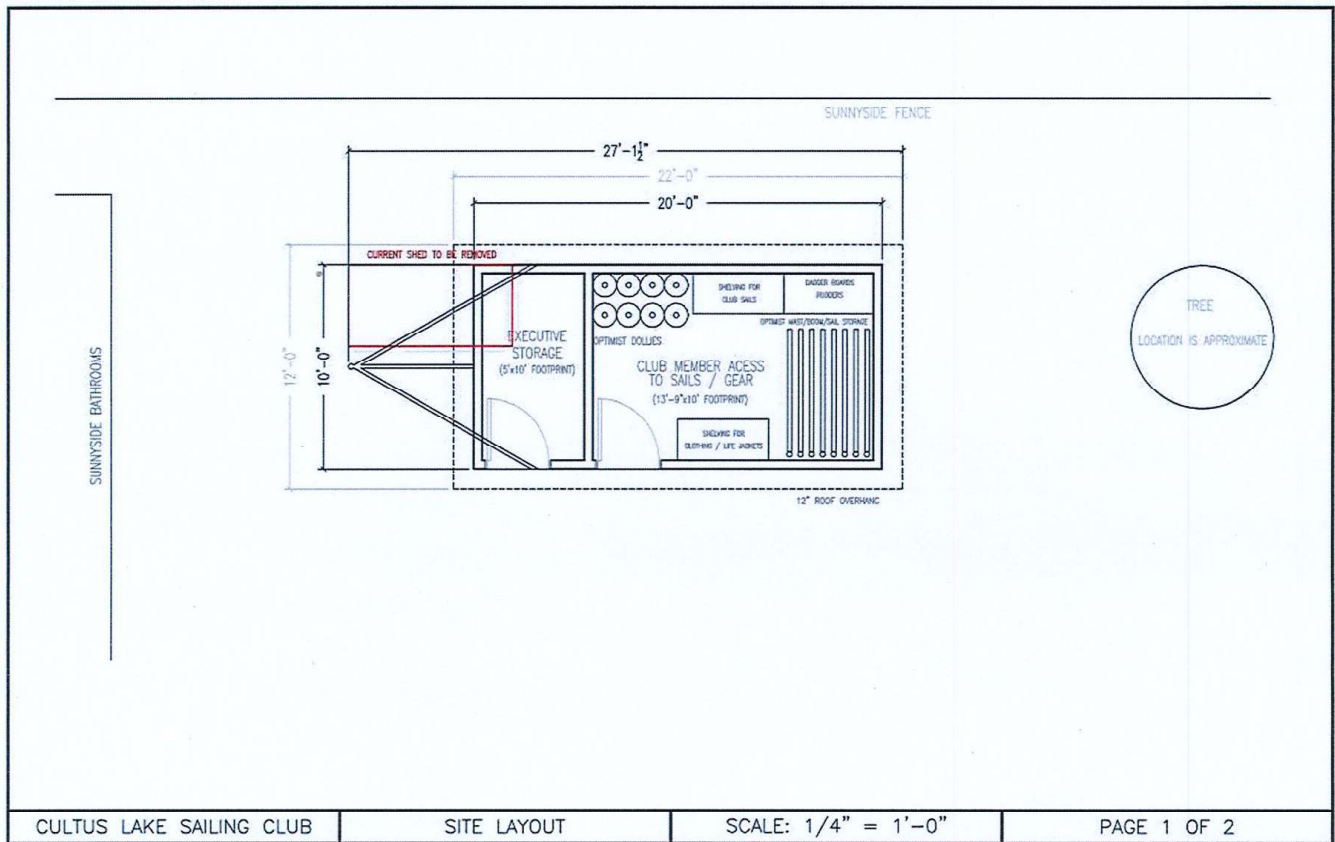 SUNNYSIDE FENCE
27'-1½"
22'-0"
20'-0"
CURRENT SHED TO BE REMOVED
12'-0"
10'-0"
SUNNYSIDE BATHROOMS
EXECUTIVE
STORAGE
(5'x10' FOOTPRINT)
OPTIMIST DOLLIES
SHELVING FOR
CLUB SAILS
DAGGER BOARDS
RUDDERS
OPTIMIST MAST/BOOM/SAIL STORAGE
CLUB MEMBER ACESS
TO SAILS / GEAR
(13'-9"x10' FOOTPRINT)
SHELVING FOR
CLOTHING / LIFE JACKETS
12" ROOF OVERHANG
TREE
LOCATION IS APPROXIMATE
CULTUS LAKE SAILING CLUB
SITE LAYOUT
SCALE: 1/4" = 1'-0"
PAGE 1 OF 2